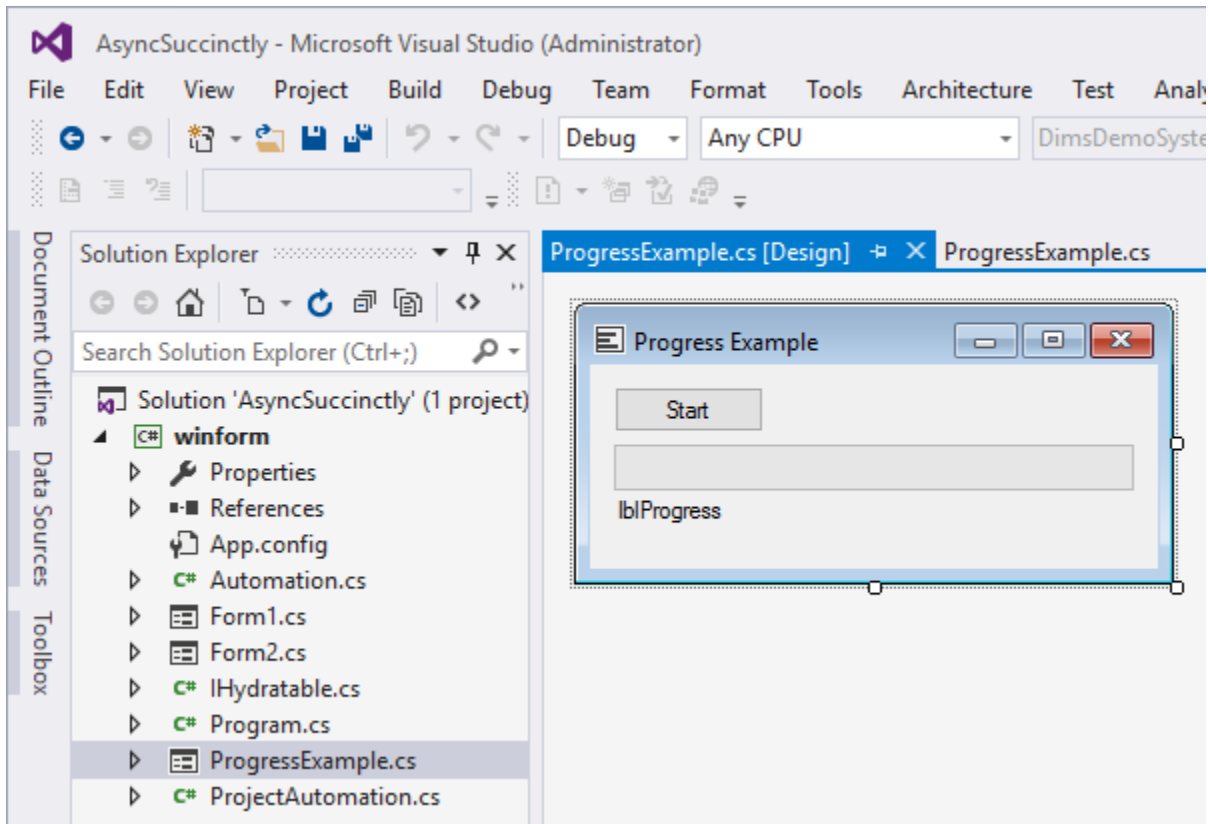 AsyncSuccinctly - Microsoft Visual Studio (Administrator)
File Edit View Project Build Debug Team Format Tools Architecture Test Analy
Debug Any CPU DimsDemoSyste
Document Outline
Data Sources
Toolbox
Solution Explorer
Search Solution Explorer (Ctrl+;)
Solution 'AsyncSuccinctly' (1 project)
C# winform
Properties
References
App.config
C# Automation.cs
Form1.cs
Form2.cs
C# IHydratable.cs
C# Program.cs
ProgressExample.cs
C# ProjectAutomation.cs
ProgressExample.cs [Design] ProgressExample.cs
Progress Example
Start
lblProgress